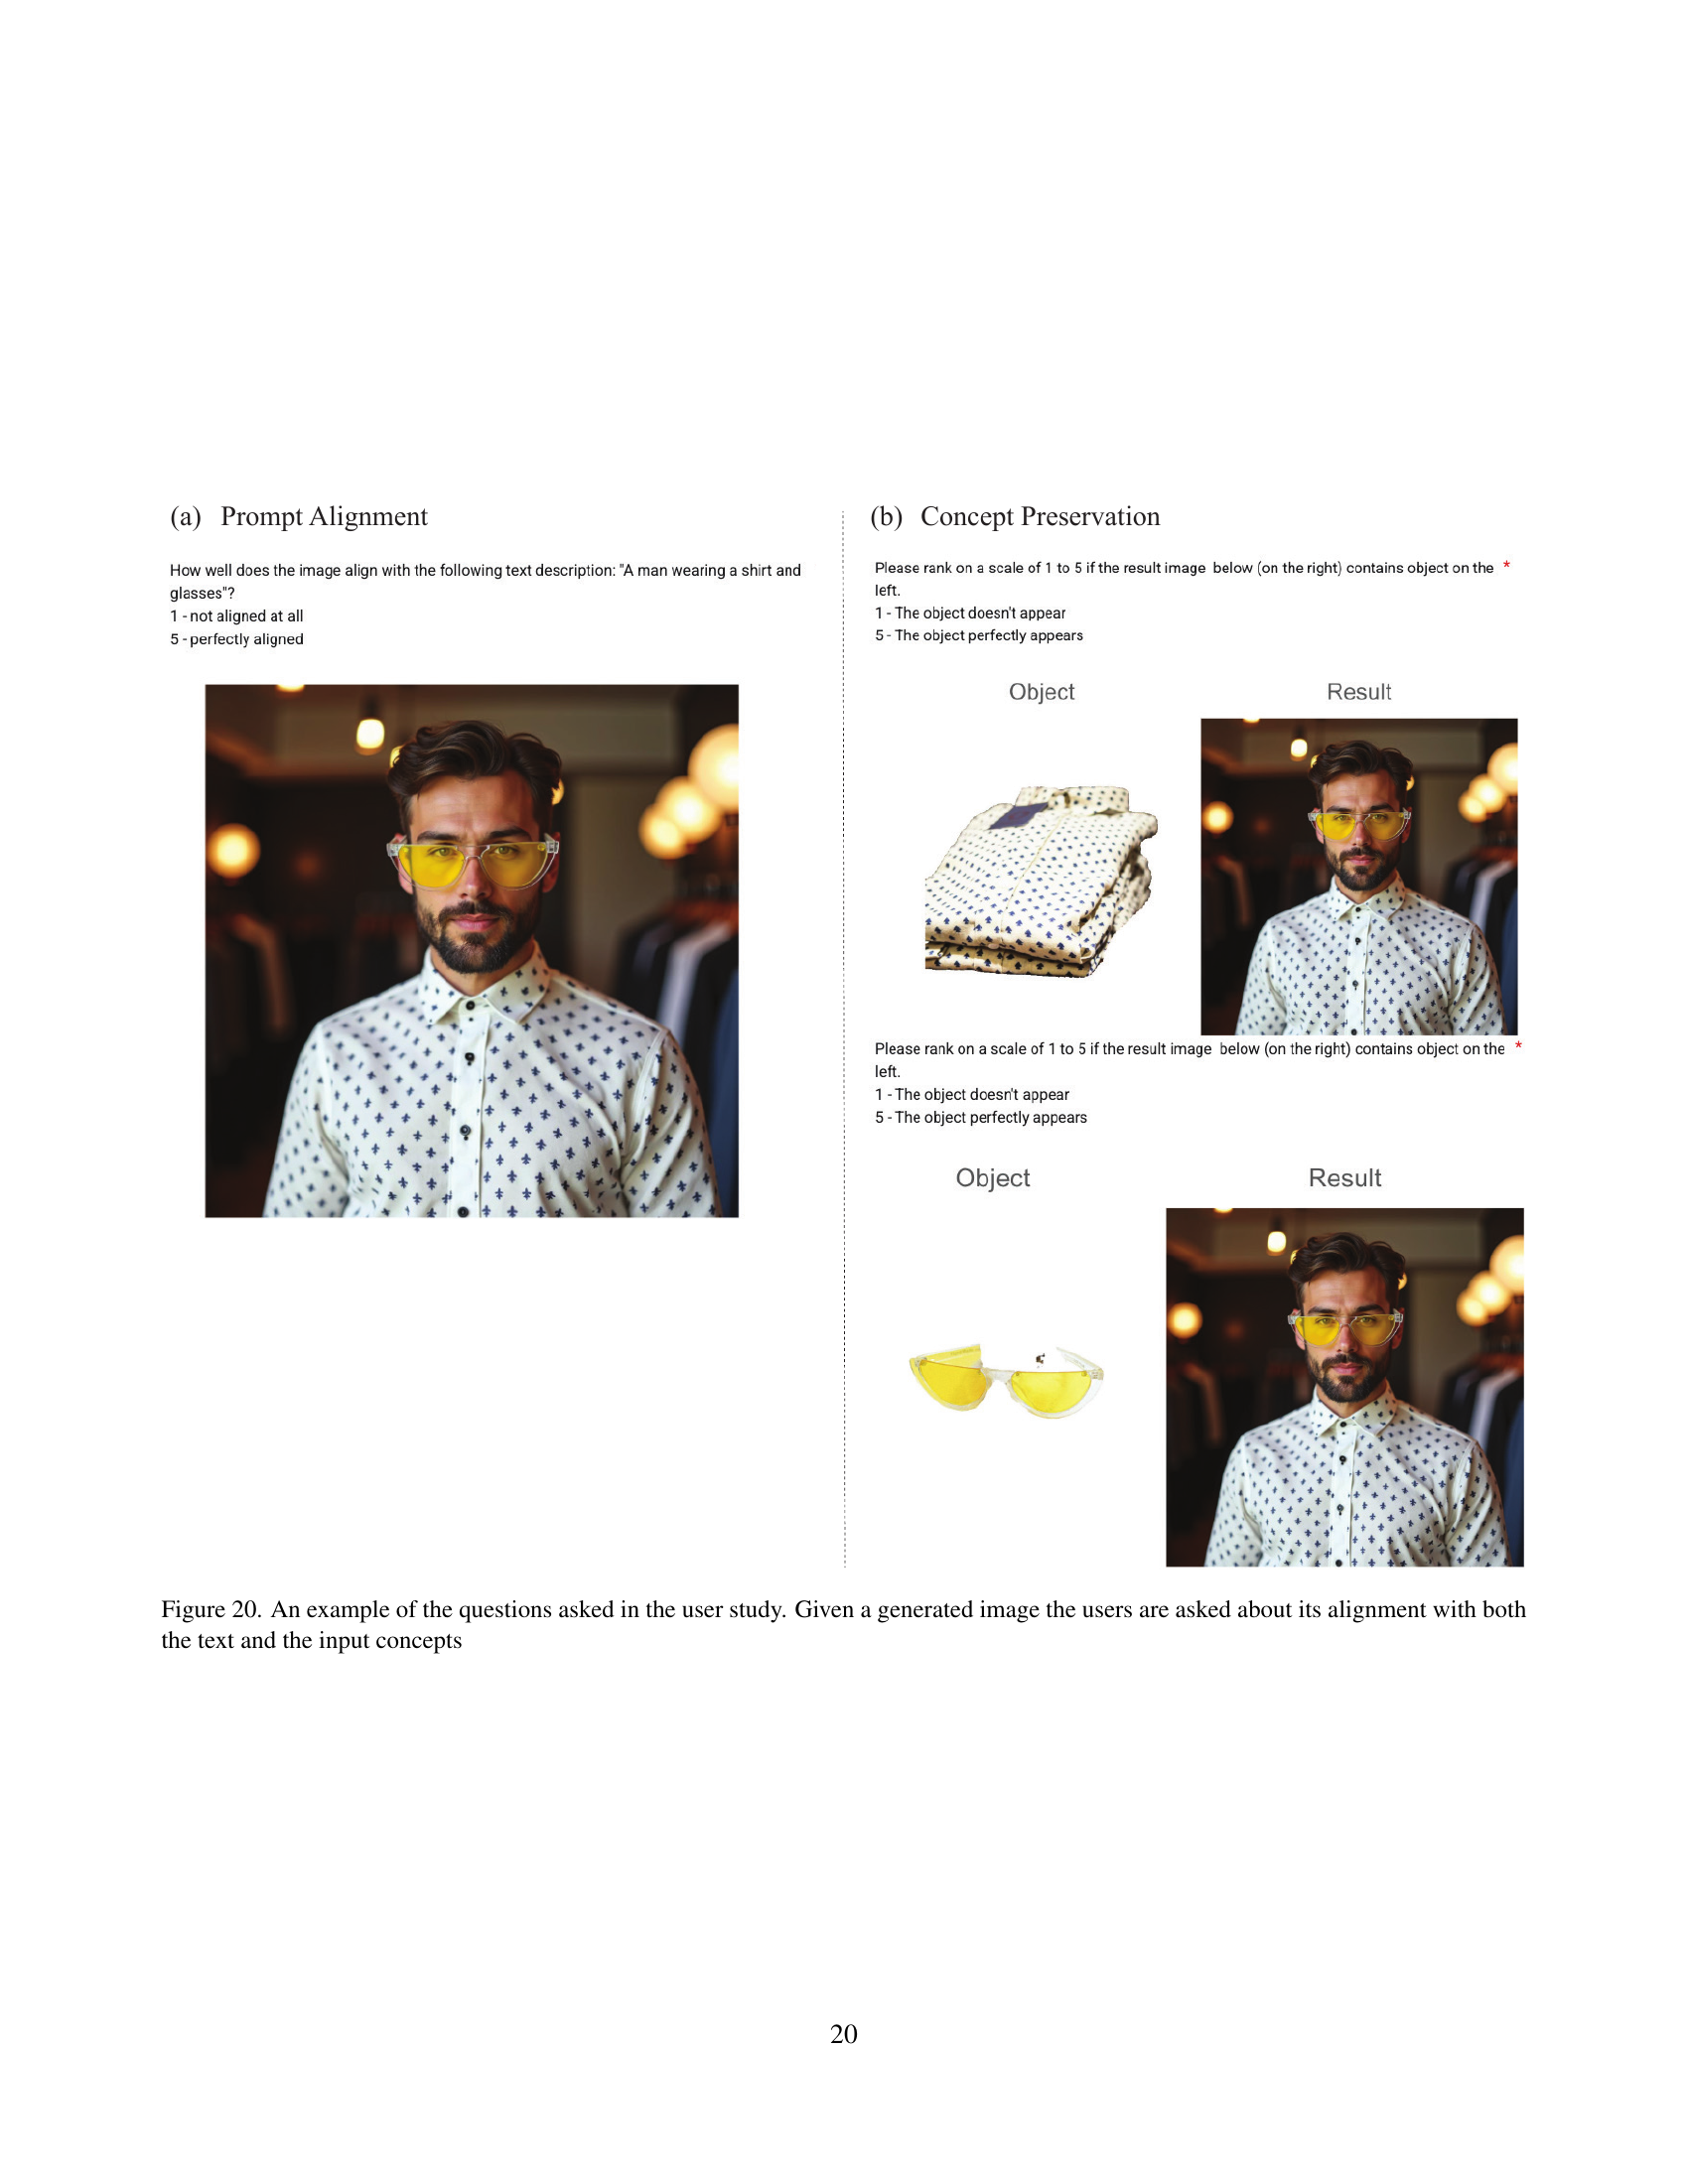 (a) Prompt Alignment
How well does the image align with the following text description: "A man wearing a shirt and
glasses"?
1 - not aligned at all
5 - perfectly aligned
(b) Concept Preservation
Please rank on a scale of 1 to 5 if the result image below (on the right) contains object on the *
left.
1 - The object doesn't appear
5 - The object perfectly appears
Object
Result
Please rank on a scale of 1 to 5 if the result image below (on the right) contains object on the *
left.
1 - The object doesn't appear
5 - The object perfectly appears
Object
Result
Figure 20. An example of the questions asked in the user study. Given a generated image the users are asked about its alignment with both
the text and the input concepts
20